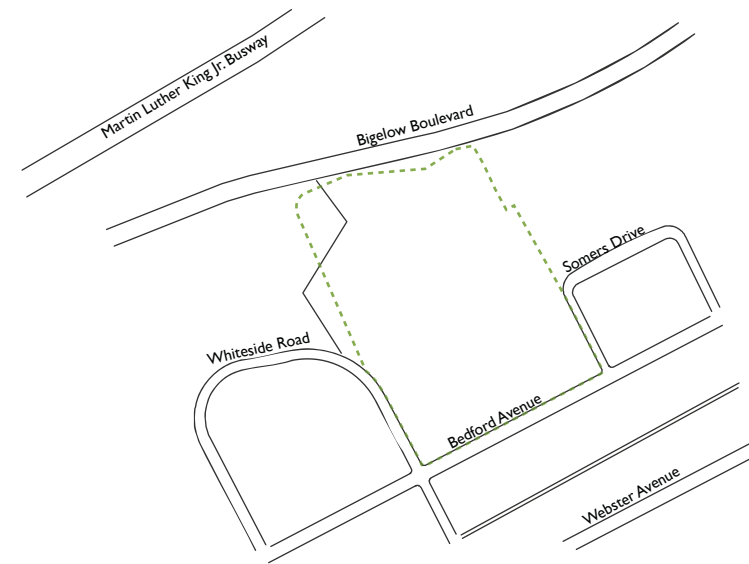 Martin Luther King Jr. Busway
Bigelow Boulevard
Somers Drive
Whiteside Road
Bedford Avenue
Webster Avenue